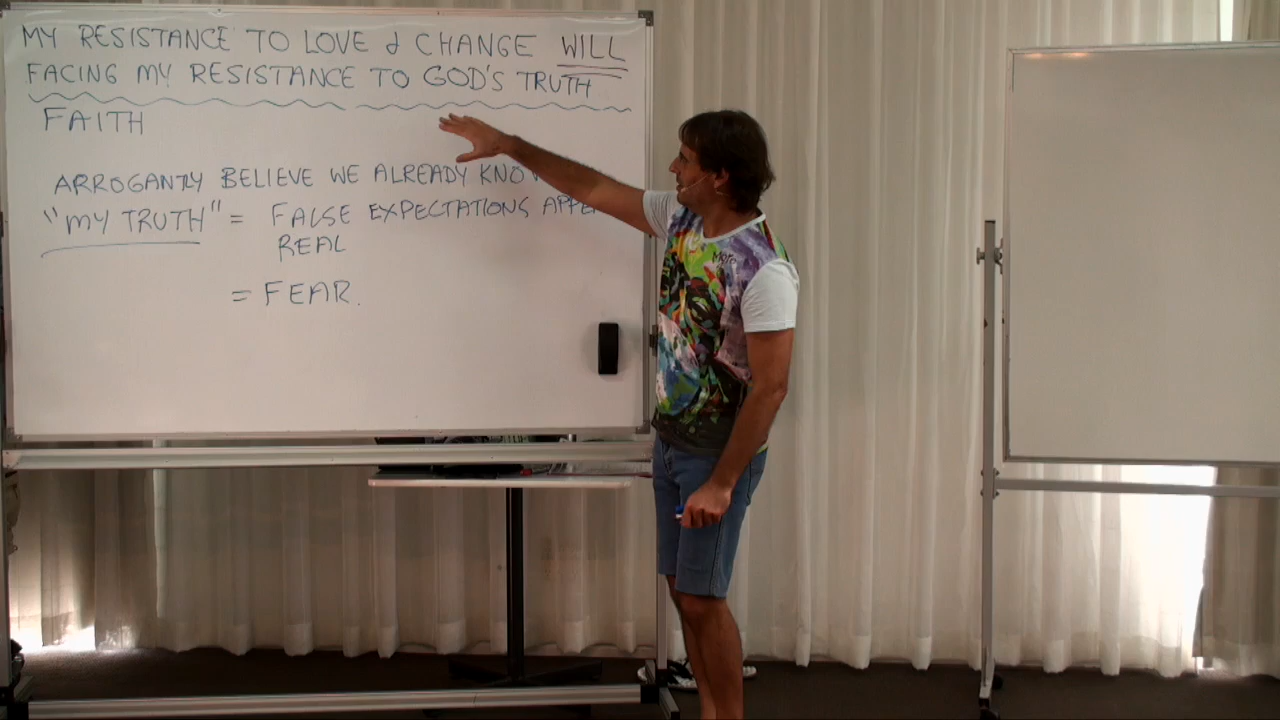 MY RESISTANCE TO LOVE & CHANGE WILL
FACING MY RESISTANCE TO GOD'S TRUTH
FAITH
ARROGANTLY BELIEVE WE ALREADY
"MY TRUTH" = FALSE EXPECTATIONS
REAL
= FEAR.